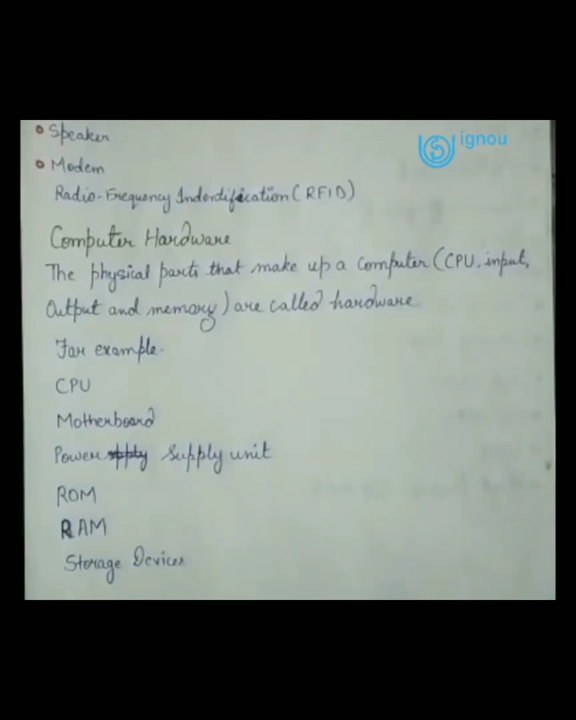 Speaker
ignou
Modem
Radio-Frequency Indentification (RFID)
Computer Hardware
The physical parts that make up a computer (CPU, input,
Output and memory) are called hardware.
For example-
CPU
Motherboard
Power supply unit
ROM
RAM
Storage Devices